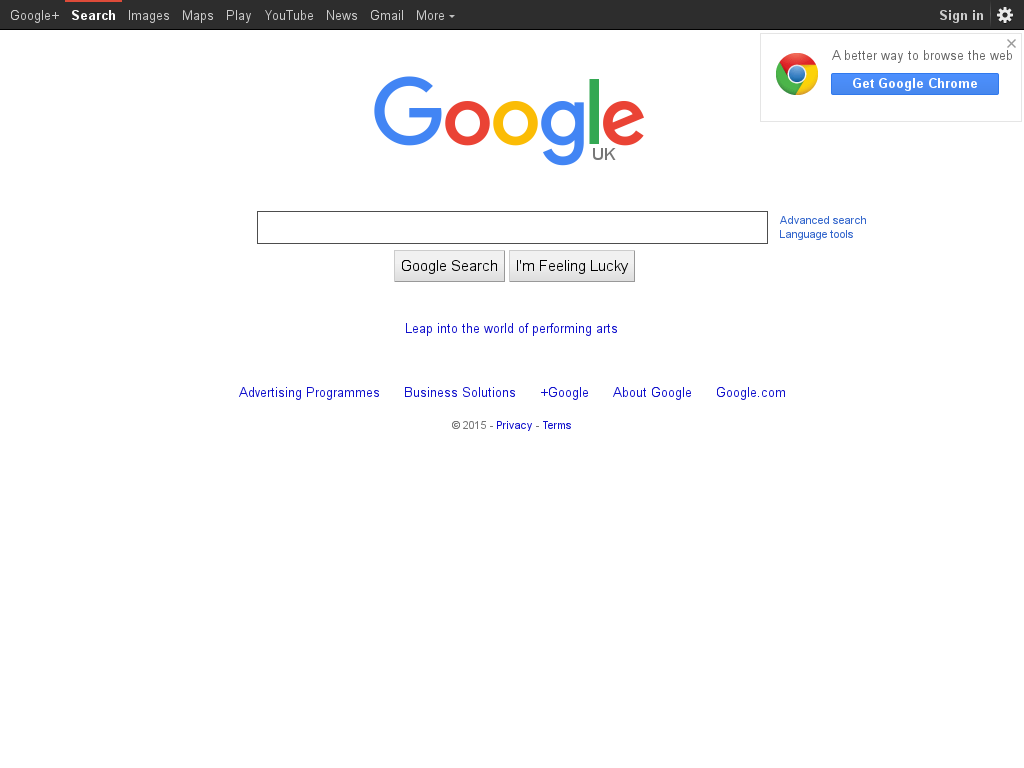 Google+ Search Images Maps Play YouTube News Gmail More Sign in
A better way to browse the web
Get Google Chrome
Google
UK
Advanced search
Language tools
Google Search I'm Feeling Lucky
Leap into the world of performing arts
Advertising Programmes Business Solutions +Google About Google Google.com
© 2015 - Privacy - Terms